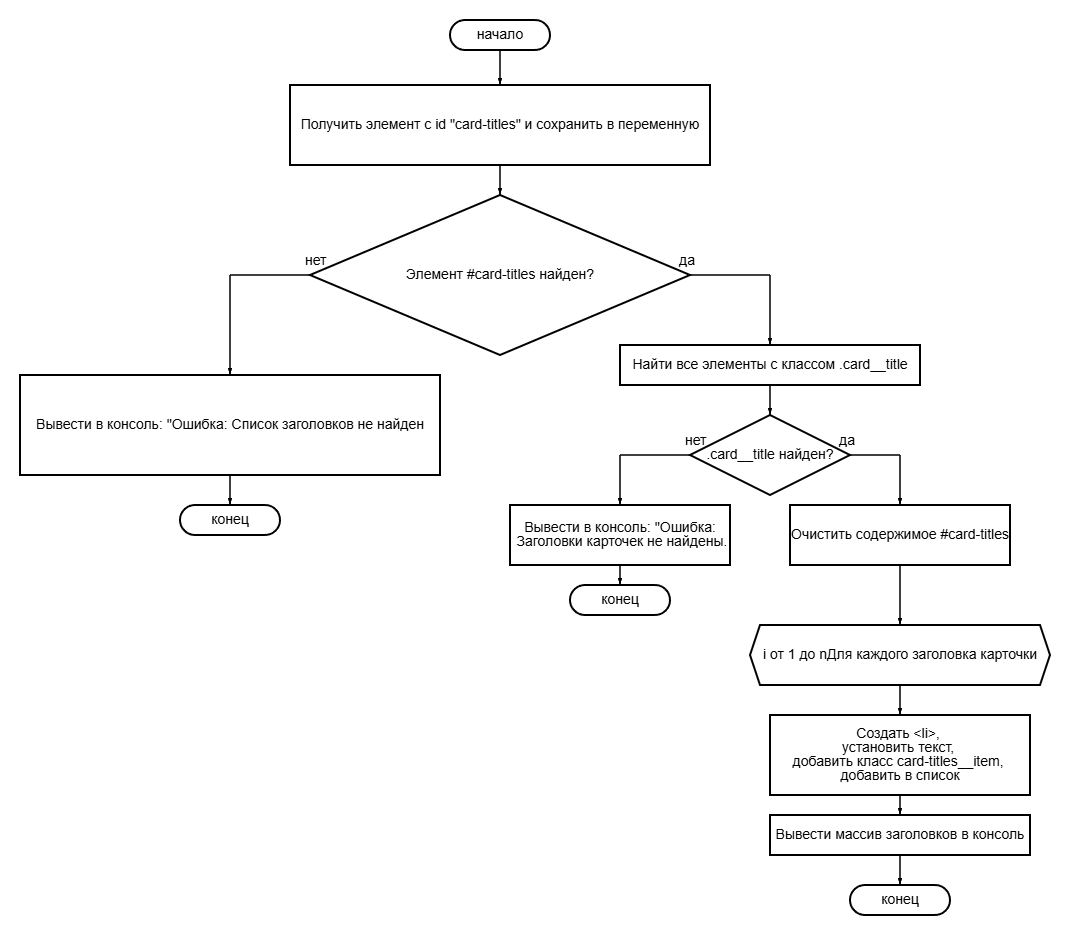 начало
Получить элемент с id "card-titles" и сохранить в переменную
Элемент #card-titles найден?
нет
да
Вывести в консоль: "Ошибка: Список заголовков не найден
конец
Найти все элементы с классом .card__title
.card__title найден?
нет
да
Вывести в консоль: "Ошибка:
Заголовки карточек не найдены.
конец
Очистить содержимое #card-titles
i от 1 до nДля каждого заголовка карточки
Создать <li>,
установить текст,
добавить класс card-titles__item,
добавить в список
Вывести массив заголовков в консоль
конец